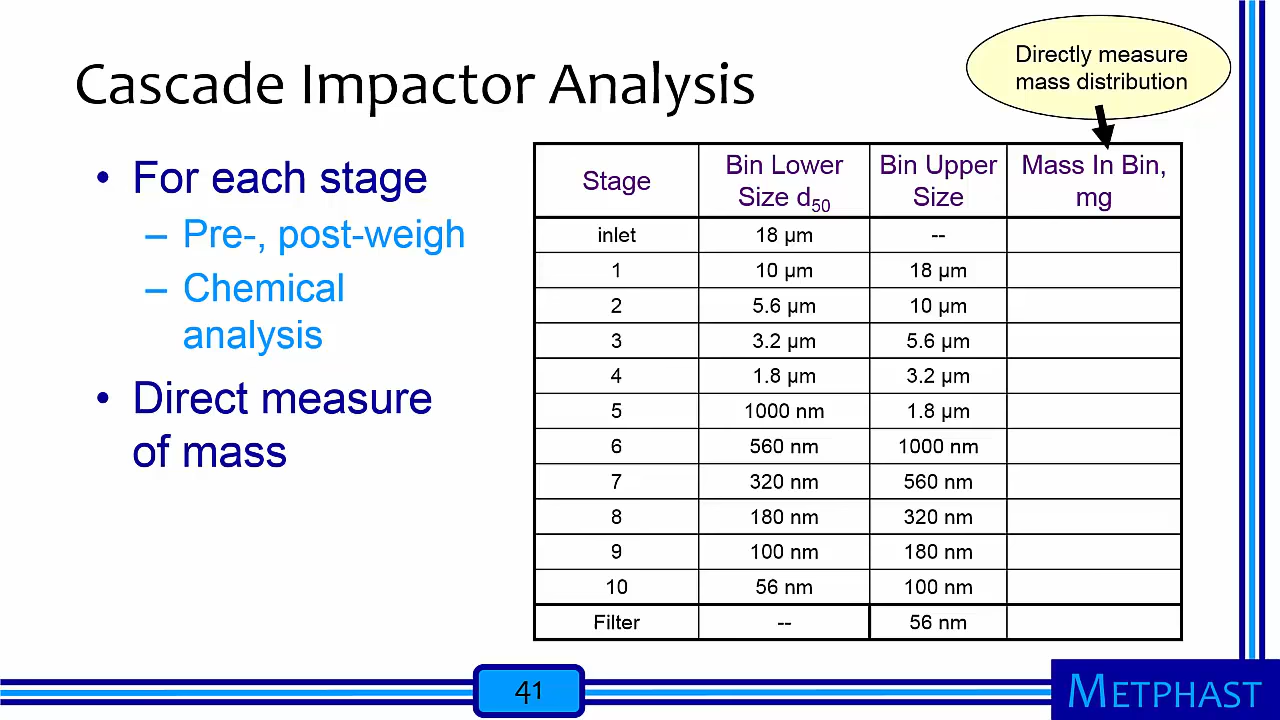 Directly measure
mass distribution
Cascade Impactor Analysis
• For each stage
– Pre-, post-weigh
– Chemical
analysis
• Direct measure
of mass
Stage Bin Lower Size d50 Bin Upper Size Mass In Bin, mg
inlet 18 µm --
1 10 µm 18 µm
2 5.6 µm 10 µm
3 3.2 µm 5.6 µm
4 1.8 µm 3.2 µm
5 1000 nm 1.8 µm
6 560 nm 1000 nm
7 320 nm 560 nm
8 180 nm 320 nm
9 100 nm 180 nm
10 56 nm 100 nm
Filter -- 56 nm
41
METPHAST